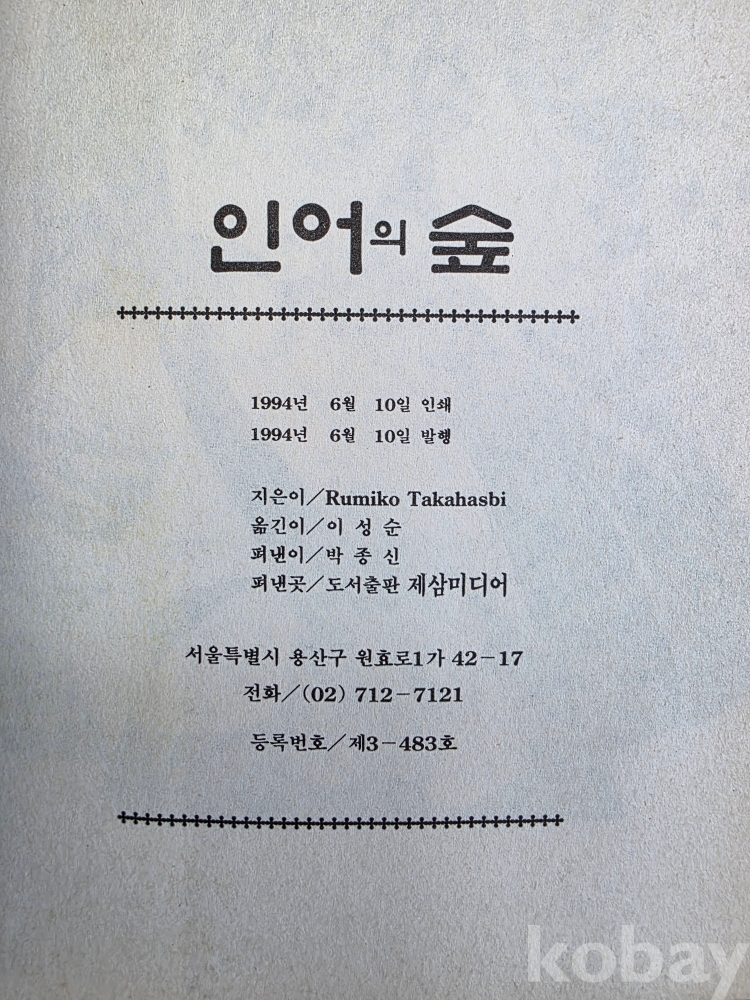 인어의 숲
1994년 6월 10일 인쇄
1994년 6월 10일 발행
지은이/Rumiko Takahasbi
옮긴이/이 성 순
펴낸이/박 종 신
펴낸곳/도서출판 제삼미디어
서울특별시 용산구 원효로1가 42-17
전화/(02) 712-7121
등록번호/제3-483호
kobay